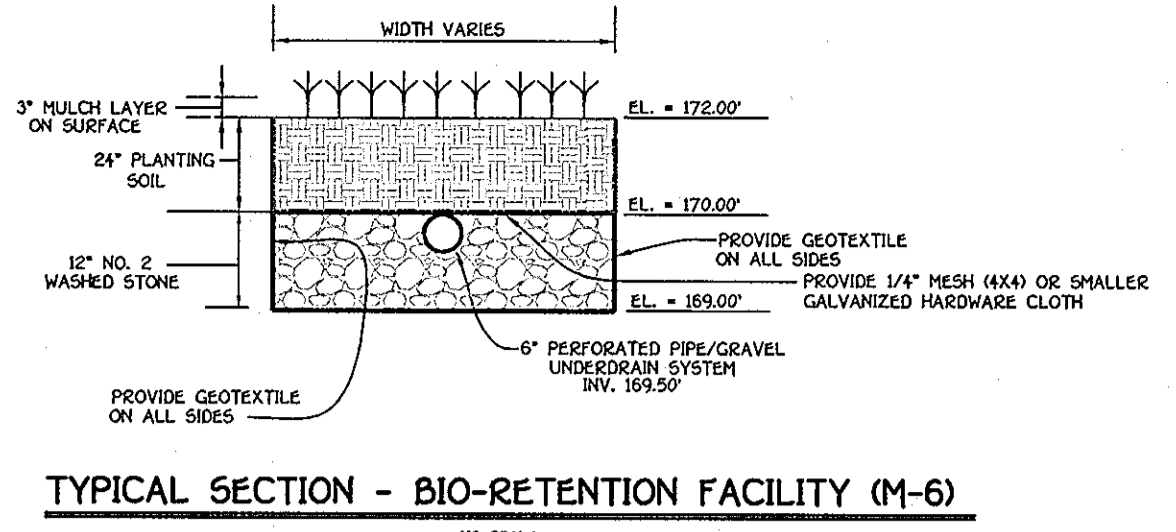 WIDTH VARIES
3" MULCH LAYER
ON SURFACE
EL. = 172.00'
24" PLANTING
SOIL
EL. = 170.00'
PROVIDE GEOTEXTILE
ON ALL SIDES
12" NO. 2
WASHED STONE
PROVIDE 1/4" MESH (4X4) OR SMALLER
GALVANIZED HARDWARE CLOTH
EL. = 169.00'
6" PERFORATED PIPE/GRAVEL
UNDERDRAIN SYSTEM
INV. 169.50'
PROVIDE GEOTEXTILE
ON ALL SIDES
TYPICAL SECTION - BIO-RETENTION FACILITY (M-6)